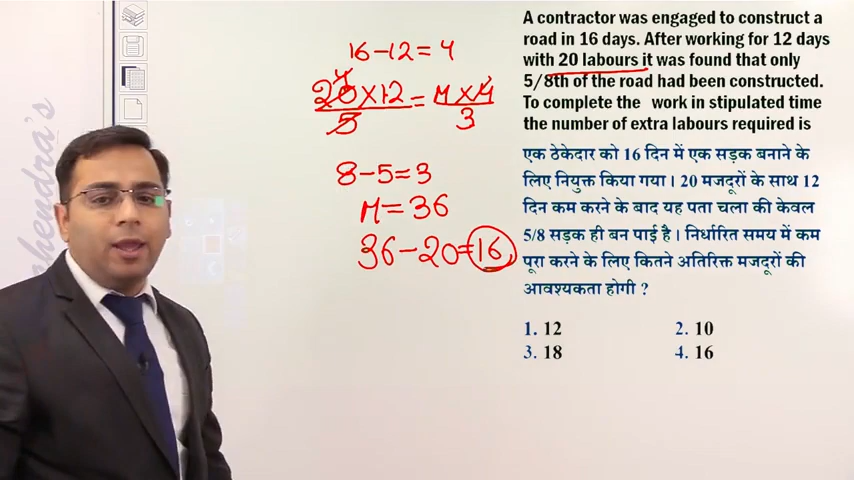 A contractor was engaged to construct a
road in 16 days. After working for 12 days
with 20 labours it was found that only
5/8th of the road had been constructed.
To complete the work in stipulated time
the number of extra labours required is
एक ठेकेदार को 16 दिन में एक सड़क बनाने के
लिए नियुक्त किया गया। 20 मजदूरों के साथ 12
दिन कम करने के बाद यह पता चला की केवल
5/8 सड़क ही बन पाई है। निर्धारित समय में कम
पूरा करने के लिए कितने अतिरिक्त मजदूरों की
आवश्यकता होगी ?
1. 12 2. 10
3. 18 4. 16
16-12=4
20×12/5 = M×4/3
8-5=3
M=36
36-20=16
hendra's